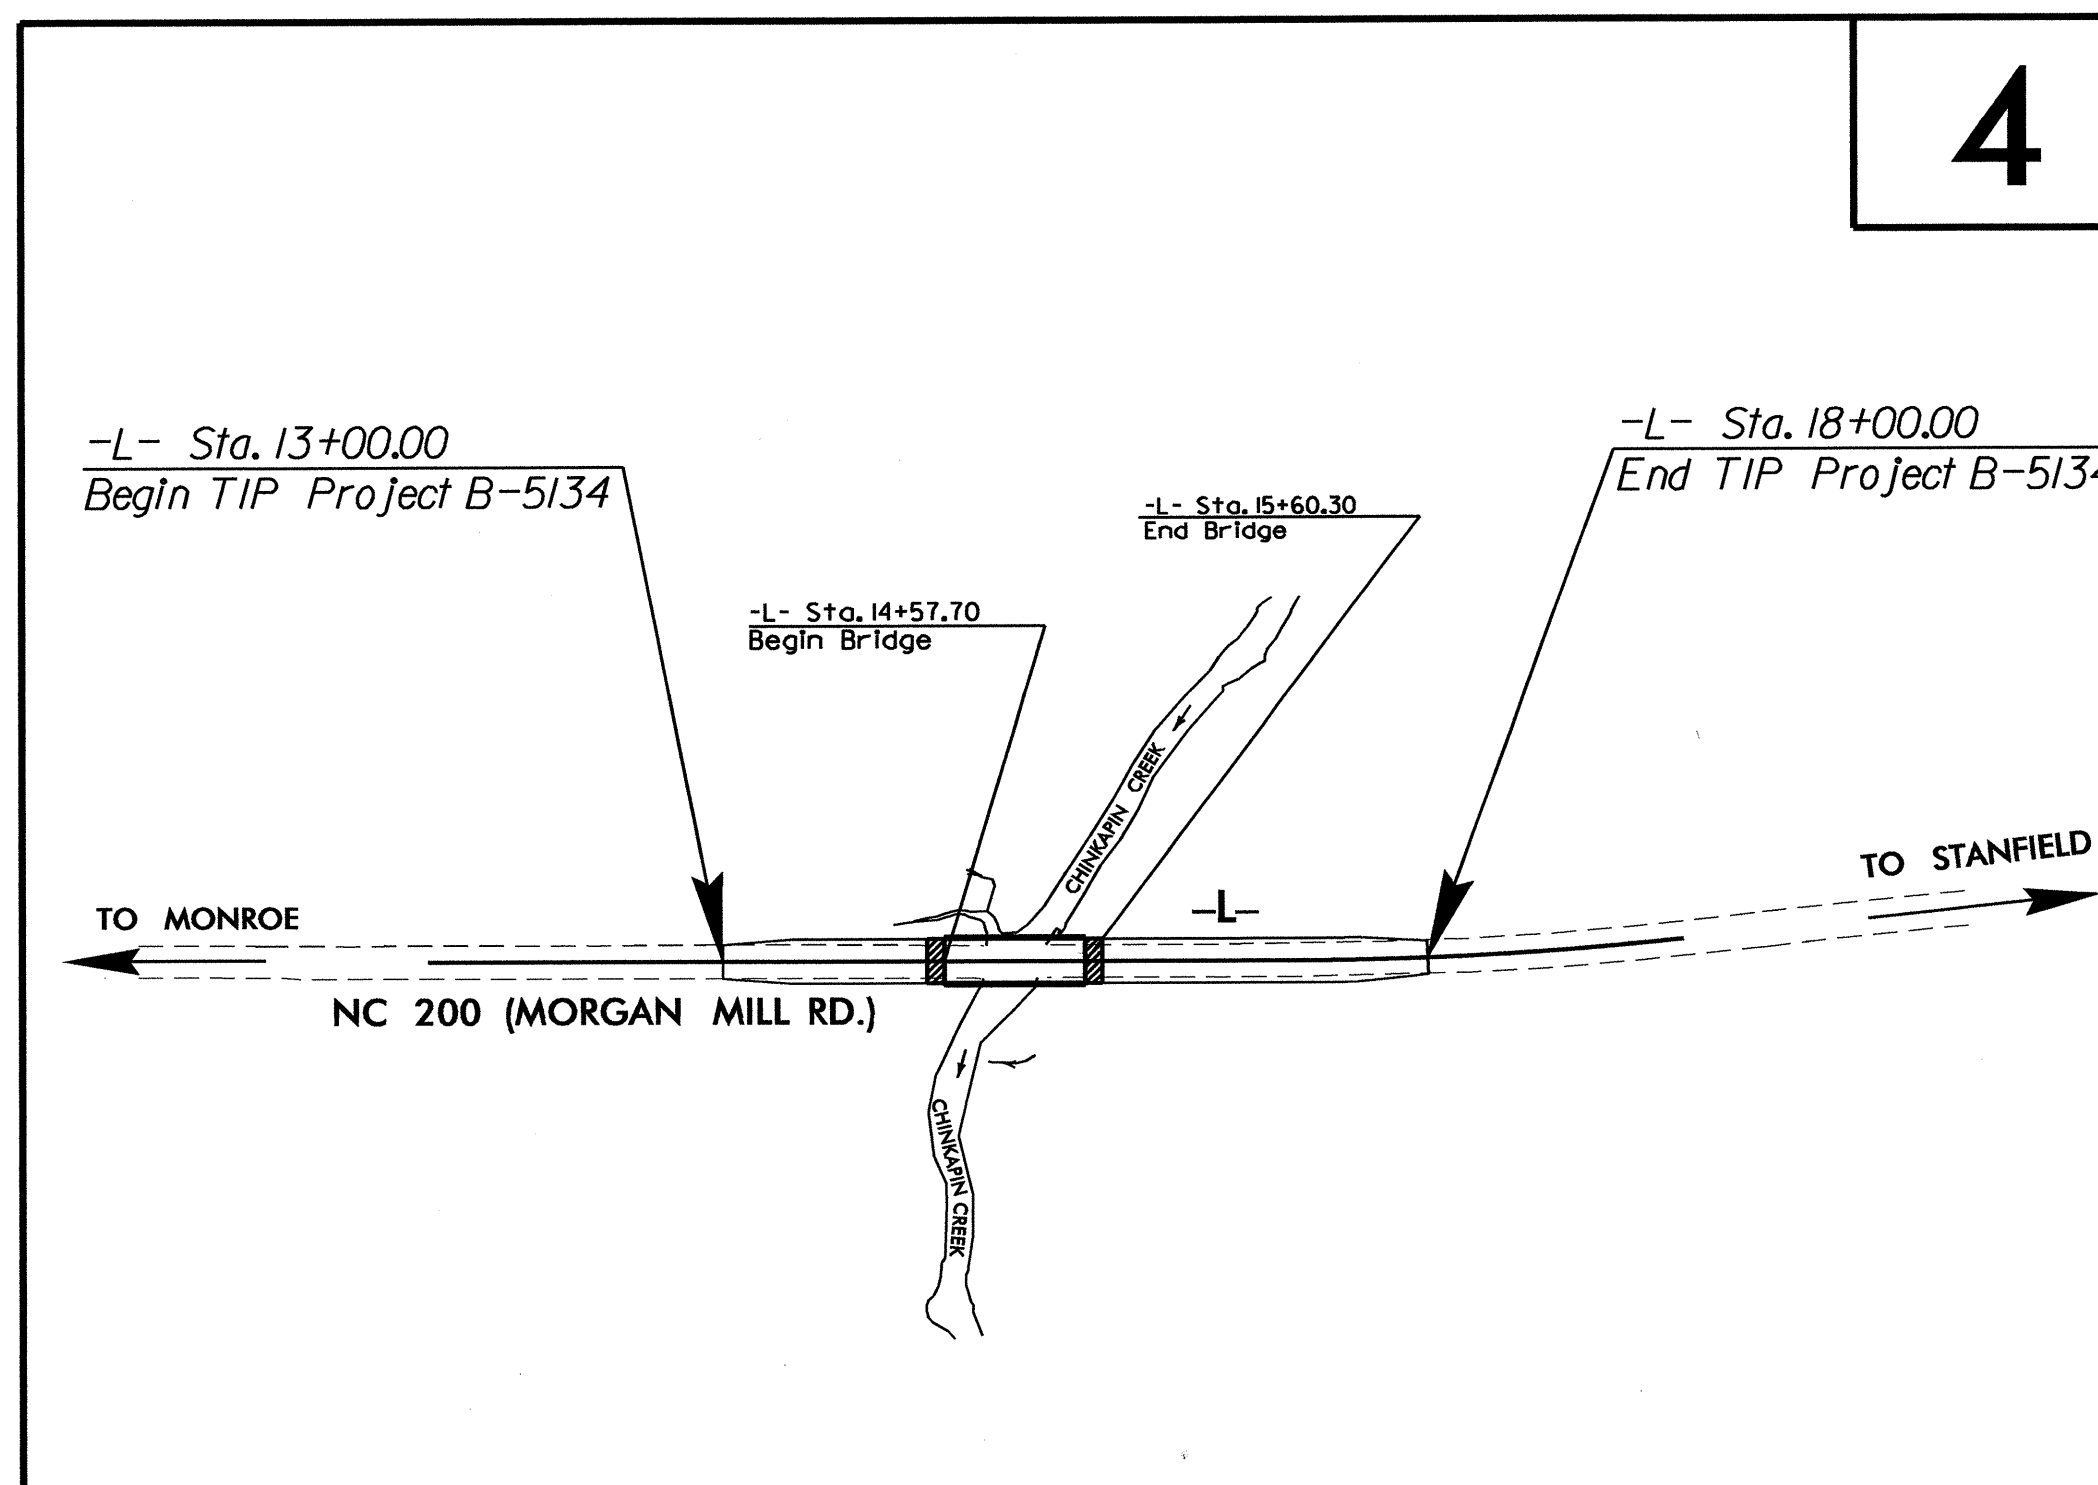 4
-L- Sta. 13+00.00
Begin TIP Project B-5134
-L- Sta. 18+00.00
End TIP Project B-5134
-L- Sta. 15+60.30
End Bridge
-L- Sta. 14+57.70
Begin Bridge
CHINKAPIN CREEK
TO STANFIELD
-L-
TO MONROE
NC 200 (MORGAN MILL RD.)
CHINKAPIN CREEK